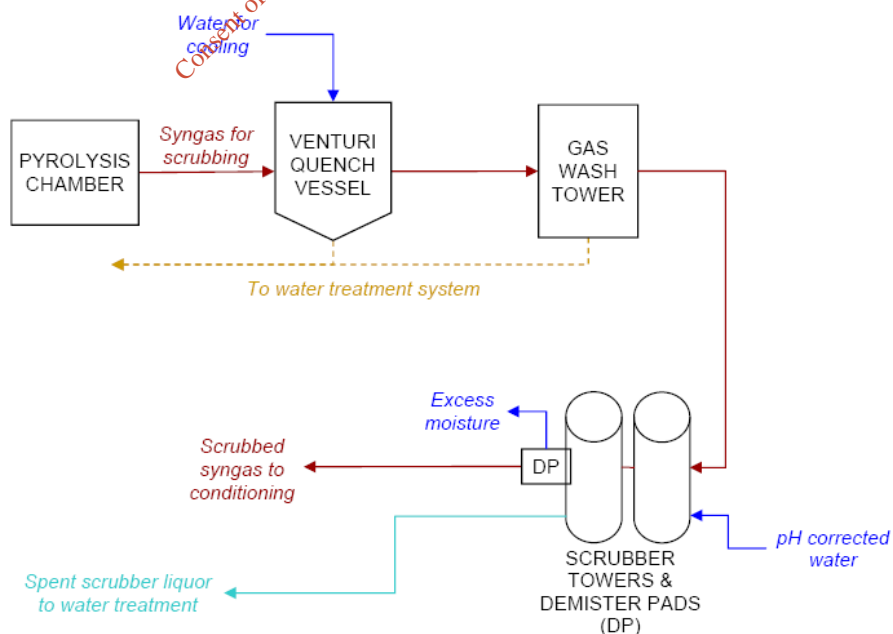 Consent of
Water for
cooling
PYROLYSIS
CHAMBER
Syngas for
scrubbing
VENTURI
QUENCH
VESSEL
GAS
WASH
TOWER
To water treatment system
Excess
moisture
Scrubbed
syngas to
conditioning
DP
pH corrected
water
Spent scrubber liquor
to water treatment
SCRUBBER
TOWERS &
DEMISTER PADS
(DP)